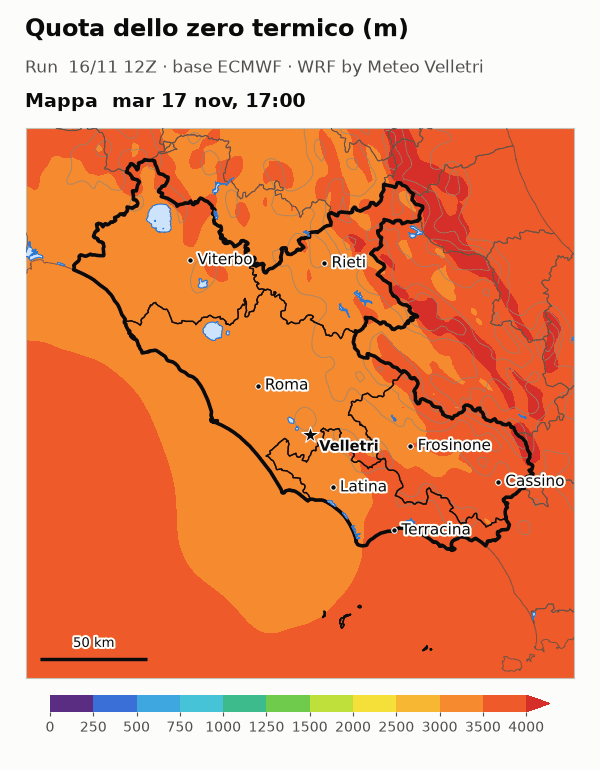 Quota dello zero termico (m)
Run  16/11 12Z · base ECMWF · WRF by Meteo Velletri
Mappa  mar 17 nov, 17:00
Viterbo
Rieti
Roma
Velletri
Frosinone
Latina
Cassino
Terracina
50 km
0 250 500 750 1000 1250 1500 2000 2500 3000 3500 4000